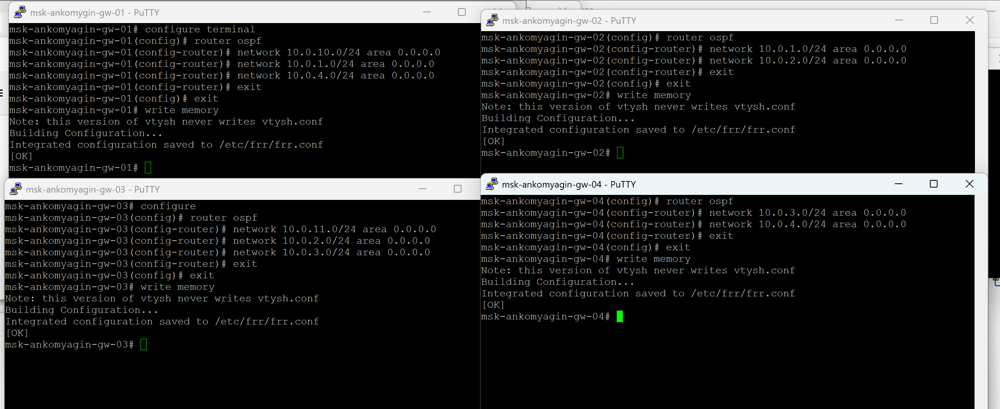 msk-ankomygin-gw-01 - PuTTY
msk-ankomyagin-gw-01# configure terminal
msk-ankomyagin-gw-01(config)# router ospf
msk-ankomyagin-gw-01(config-router)# network 10.0.10.0/24 area 0.0.0.0
msk-ankomyagin-gw-01(config-router)# network 10.0.1.0/24 area 0.0.0.0
msk-ankomyagin-gw-01(config-router)# network 10.0.4.0/24 area 0.0.0.0
msk-ankomyagin-gw-01(config-router)# exit
msk-ankomyagin-gw-01(config)# exit
msk-ankomyagin-gw-01# write memory
Note: this version of vtysh never writes vtysh.conf
Building Configuration...
Integrated configuration saved to /etc/frr/frr.conf
[OK]
msk-ankomyagin-gw-01#
msk-ankomyagin-gw-02 - PuTTY
msk-ankomyagin-gw-02(config)# router ospf
msk-ankomyagin-gw-02(config-router)# network 10.0.1.0/24 area 0.0.0.0
msk-ankomyagin-gw-02(config-router)# network 10.0.2.0/24 area 0.0.0.0
msk-ankomyagin-gw-02(config-router)# exit
msk-ankomyagin-gw-02(config)# exit
msk-ankomyagin-gw-02# write memory
Note: this version of vtysh never writes vtysh.conf
Building Configuration...
Integrated configuration saved to /etc/frr/frr.conf
[OK]
msk-ankomyagin-gw-02#
msk-ankomyagin-gw-03 - PuTTY
msk-ankomyagin-gw-03# configure
msk-ankomyagin-gw-03(config)# router ospf
msk-ankomyagin-gw-03(config-router)# network 10.0.11.0/24 area 0.0.0.0
msk-ankomyagin-gw-03(config-router)# network 10.0.2.0/24 area 0.0.0.0
msk-ankomyagin-gw-03(config-router)# network 10.0.3.0/24 area 0.0.0.0
msk-ankomyagin-gw-03(config-router)# exit
msk-ankomyagin-gw-03(config)# exit
msk-ankomyagin-gw-03# write memory
Note: this version of vtysh never writes vtysh.conf
Building Configuration...
Integrated configuration saved to /etc/frr/frr.conf
[OK]
msk-ankomyagin-gw-03#
msk-ankomyagin-gw-04 - PuTTY
msk-ankomyagin-gw-04(config)# router ospf
msk-ankomyagin-gw-04(config-router)# network 10.0.3.0/24 area 0.0.0.0
msk-ankomyagin-gw-04(config-router)# network 10.0.4.0/24 area 0.0.0.0
msk-ankomyagin-gw-04(config-router)# exit
msk-ankomyagin-gw-04(config)# exit
msk-ankomyagin-gw-04# write memory
Note: this version of vtysh never writes vtysh.conf
Building Configuration...
Integrated configuration saved to /etc/frr/frr.conf
[OK]
msk-ankomyagin-gw-04#